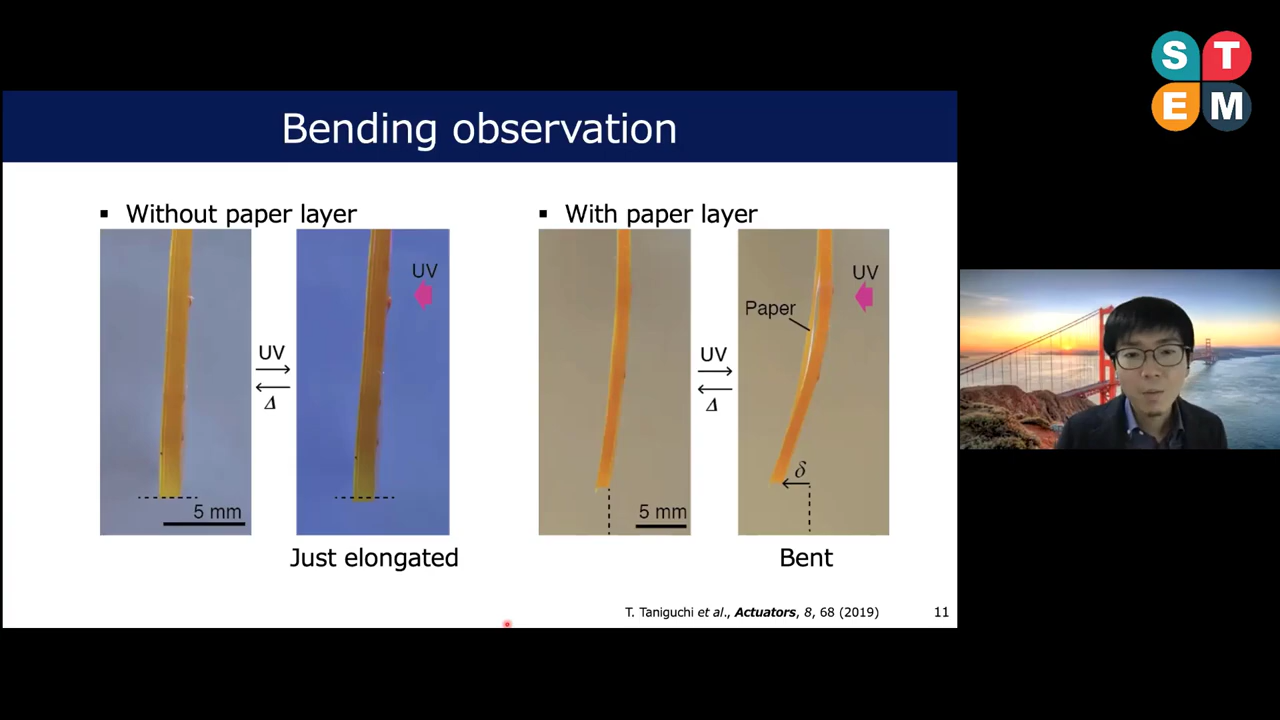 STEM
Bending observation
▪ Without paper layer
▪ With paper layer
UV
UV
Δ
5 mm
Just elongated
UV
Paper
UV
Δ
5 mm
δ
Bent
T. Taniguchi et al., Actuators, 8, 68 (2019)
11